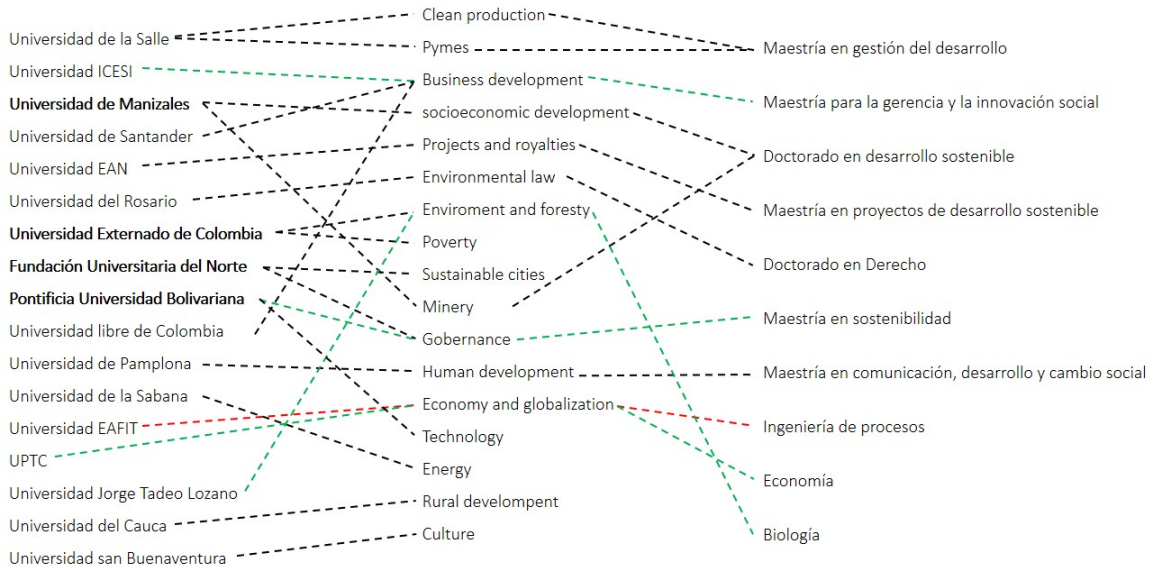 Universidad de la Salle
Universidad ICESI
Universidad de Manizales
Universidad de Santander
Universidad EAN
Universidad del Rosario
Universidad Externado de Colombia
Fundación Universitaria del Norte
Pontificia Universidad Bolivariana
Universidad libre de Colombia
Universidad de Pamplona
Universidad de la Sabana
Universidad EAFIT
UPTC
Universidad Jorge Tadeo Lozano
Universidad del Cauca
Universidad san Buenaventura
Clean production
Pymes
Business development
socioeconomic development
Projects and royalties
Environmental law
Enviroment and foresty
Poverty
Sustainable cities
Minery
Gobernance
Human development
Economy and globalization
Technology
Energy
Rural develompent
Culture
Maestría en gestión del desarrollo
Maestría para la gerencia y la innovación social
Doctorado en desarrollo sostenible
Maestría en proyectos de desarrollo sostenible
Doctorado en Derecho
Maestría en sostenibilidad
Maestría en comunicación, desarrollo y cambio social
Ingeniería de procesos
Economía
Biología